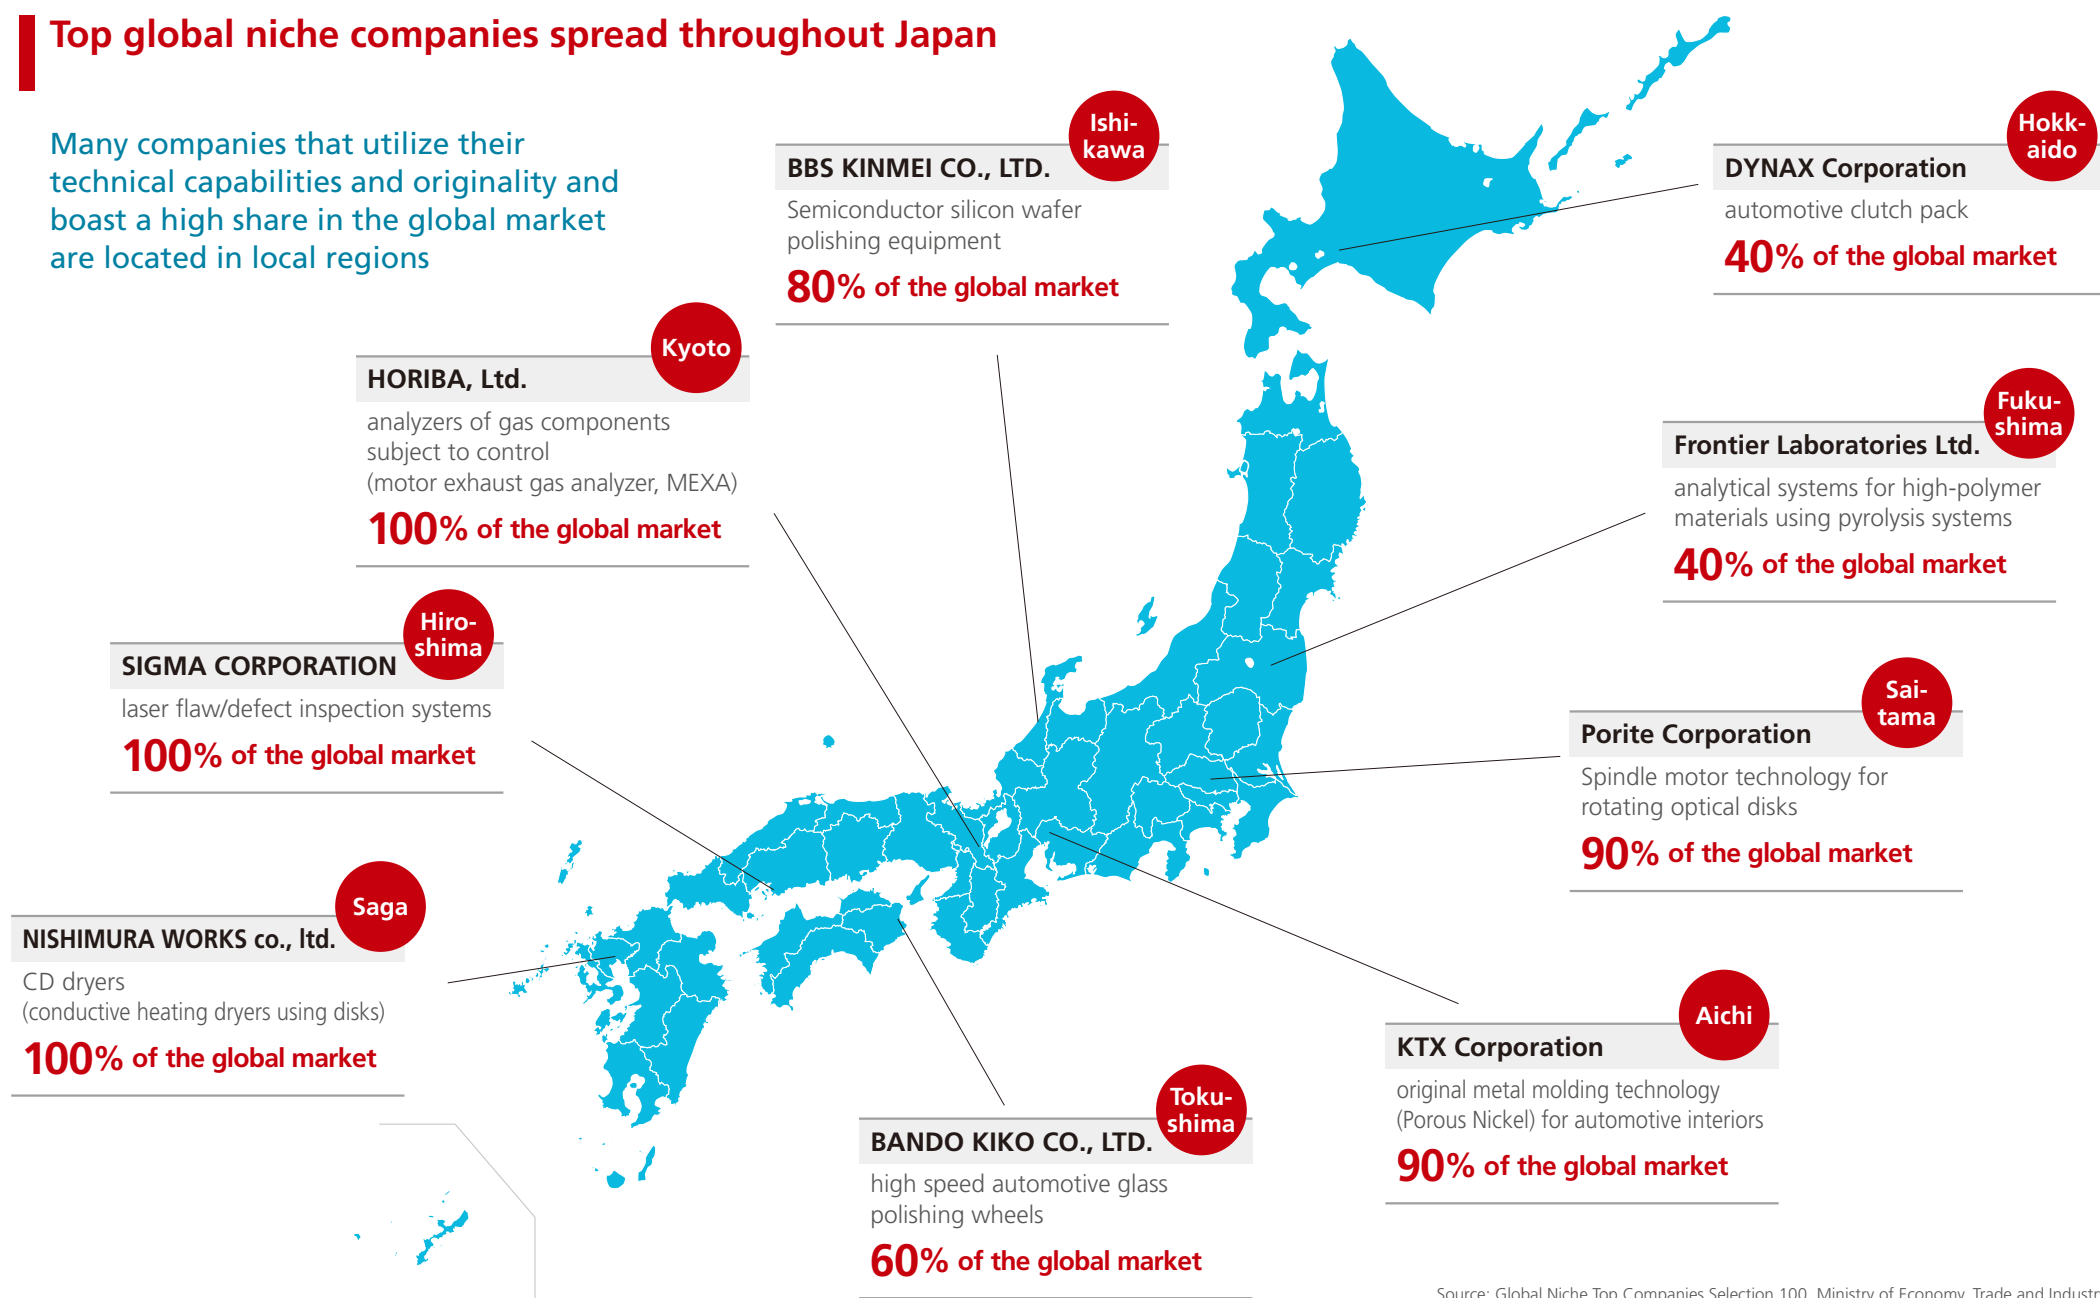 Top global niche companies spread throughout Japan
Many companies that utilize their
technical capabilities and originality and
boast a high share in the global market
are located in local regions
Ishi-
kawa
BBS KINMEI CO., LTD.
Semiconductor silicon wafer
polishing equipment
80% of the global market
Hokk-
aido
DYNAX Corporation
automotive clutch pack
40% of the global market
Kyoto
HORIBA, Ltd.
analyzers of gas components
subject to control
(motor exhaust gas analyzer, MEXA)
100% of the global market
Fuku-
shima
Frontier Laboratories Ltd.
analytical systems for high-polymer
materials using pyrolysis systems
40% of the global market
Hiro-
shima
SIGMA CORPORATION
laser flaw/defect inspection systems
100% of the global market
Sai-
tama
Porite Corporation
Spindle motor technology for
rotating optical disks
90% of the global market
Saga
NISHIMURA WORKS co., ltd.
CD dryers
(conductive heating dryers using disks)
100% of the global market
Aichi
KTX Corporation
original metal molding technology
(Porous Nickel) for automotive interiors
90% of the global market
Toku-
shima
BANDO KIKO CO., LTD.
high speed automotive glass
polishing wheels
60% of the global market
Source: Global Niche Top Companies Selection 100, Ministry of Economy, Trade and Industr